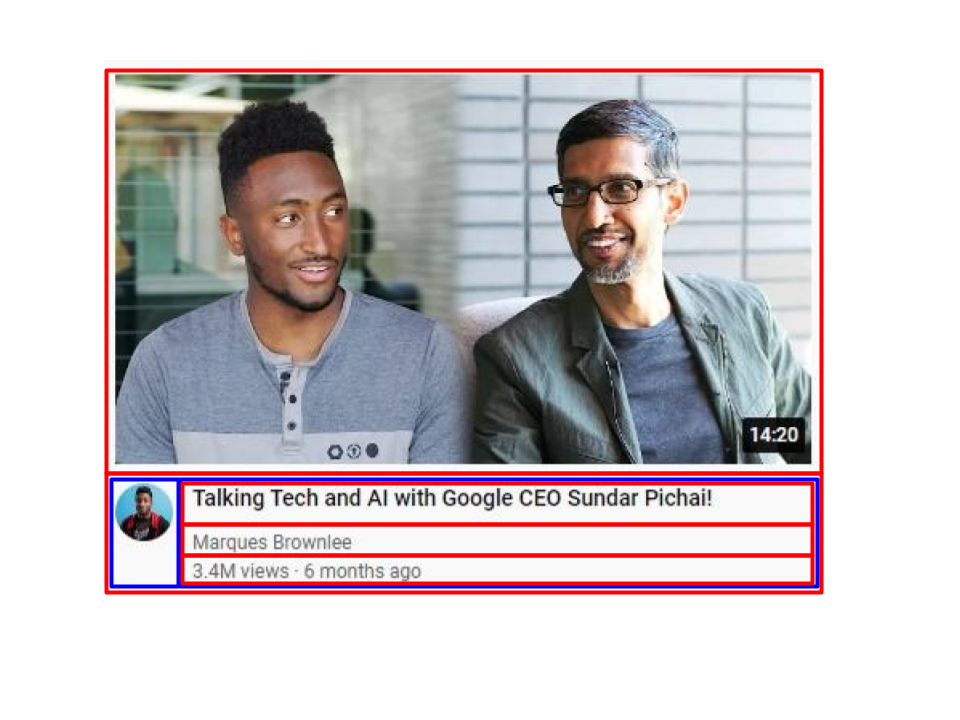 14:20
Talking Tech and AI with Google CEO Sundar Pichai!
Marques Brownlee
3.4M views · 6 months ago